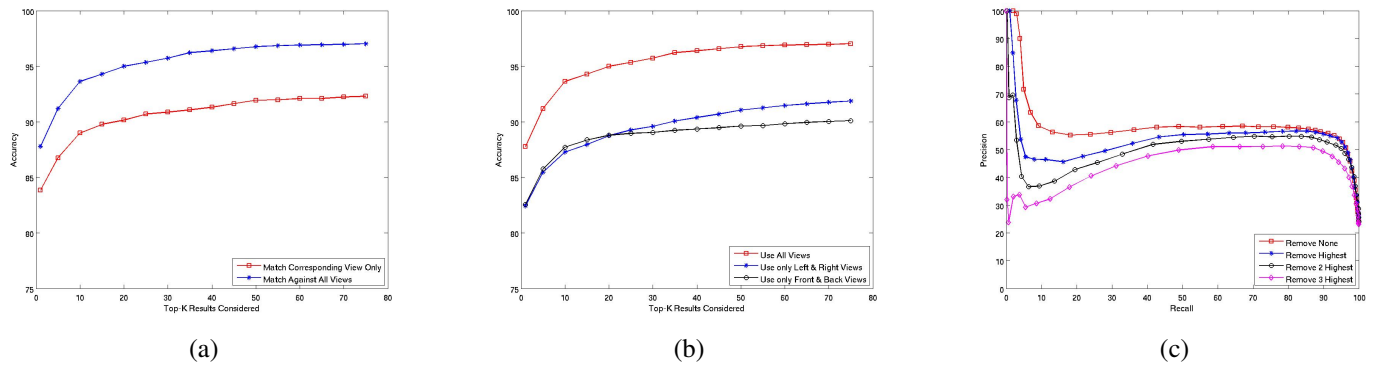 100
95
90
85
80
75
Accuracy
0 10 20 30 40 50 60 70 80
Top-K Results Considered
Match Corresponding View Only
Match Against All Views
(a)
100
95
90
85
80
75
Accuracy
0 10 20 30 40 50 60 70 80
Top-K Results Considered
Use All Views
Use only Left & Right Views
Use only Front & Back Views
(b)
100
90
80
70
60
50
40
30
20
10
0
Precision
0 10 20 30 40 50 60 70 80 90 100
Recall
Remove None
Remove Highest
Remove 2 Highest
Remove 3 Highest
(c)